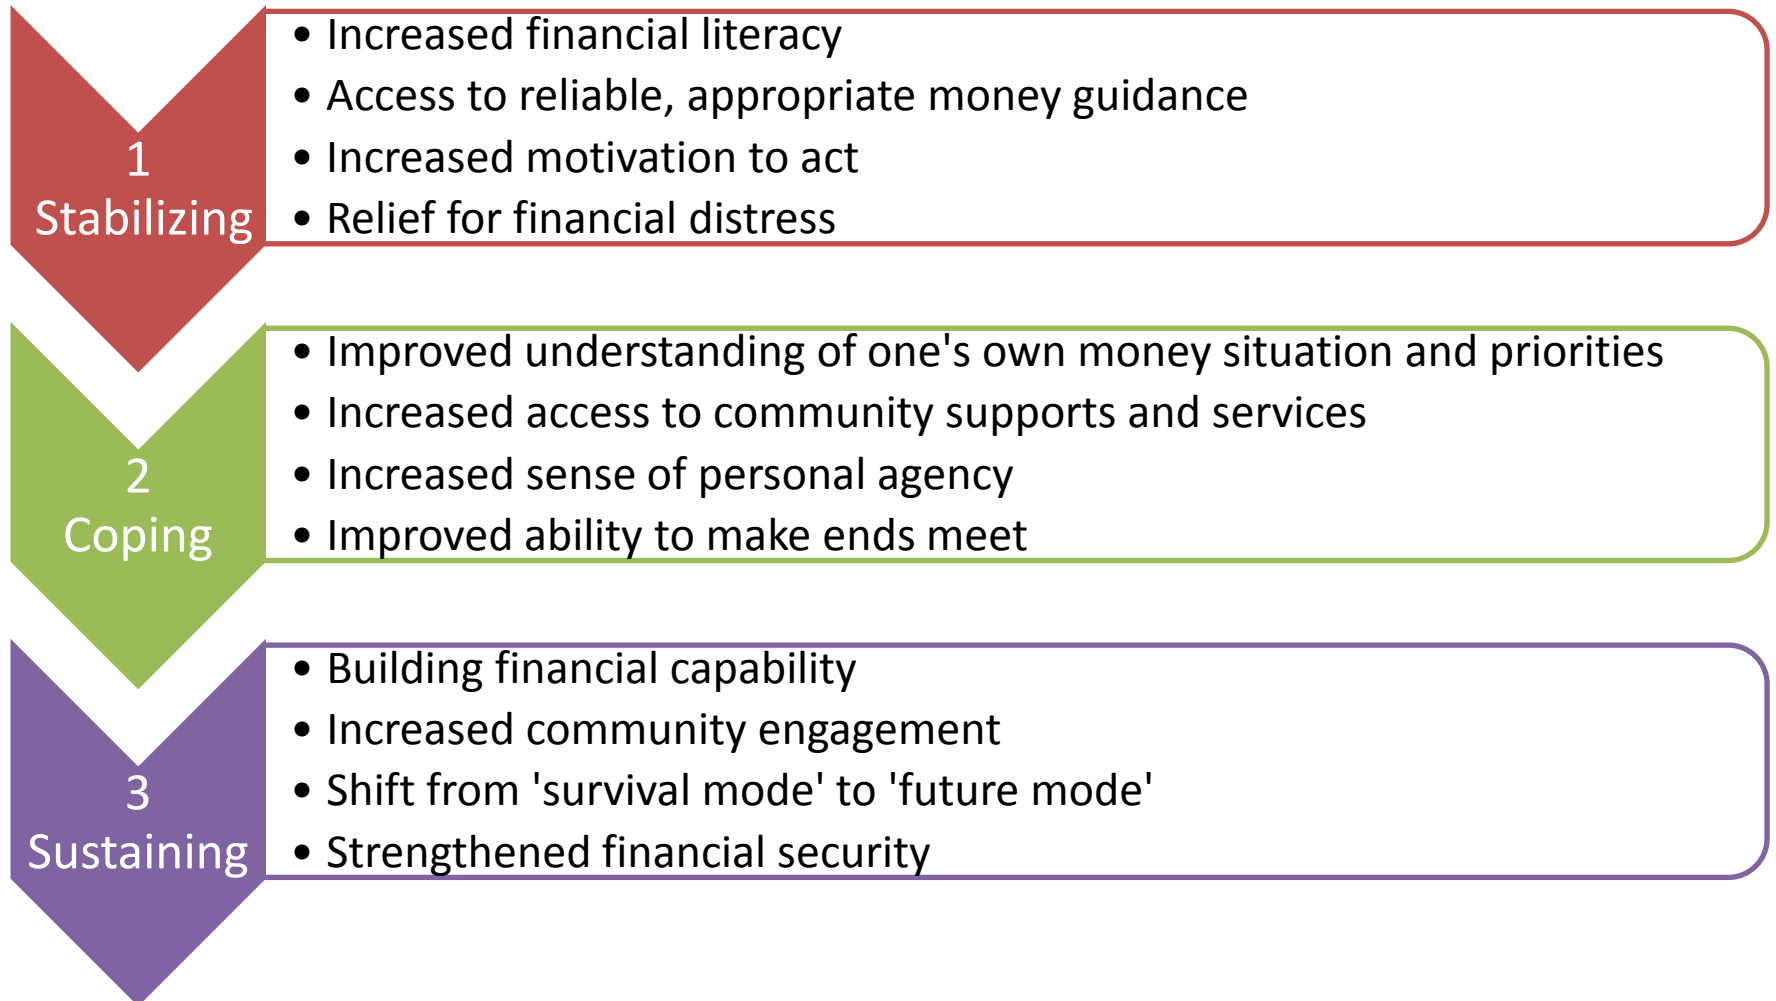 1
Stabilizing
• Increased financial literacy
• Access to reliable, appropriate money guidance
• Increased motivation to act
• Relief for financial distress
2
Coping
• Improved understanding of one's own money situation and priorities
• Increased access to community supports and services
• Increased sense of personal agency
• Improved ability to make ends meet
3
Sustaining
• Building financial capability
• Increased community engagement
• Shift from 'survival mode' to 'future mode'
• Strengthened financial security